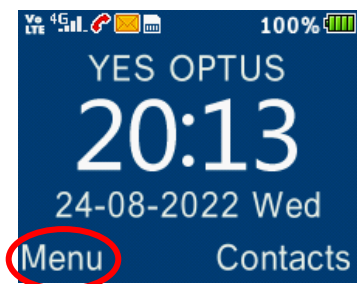 Vo LTE 4G 100%
YES OPTUS
20:13
24-08-2022 Wed
Menu Contacts